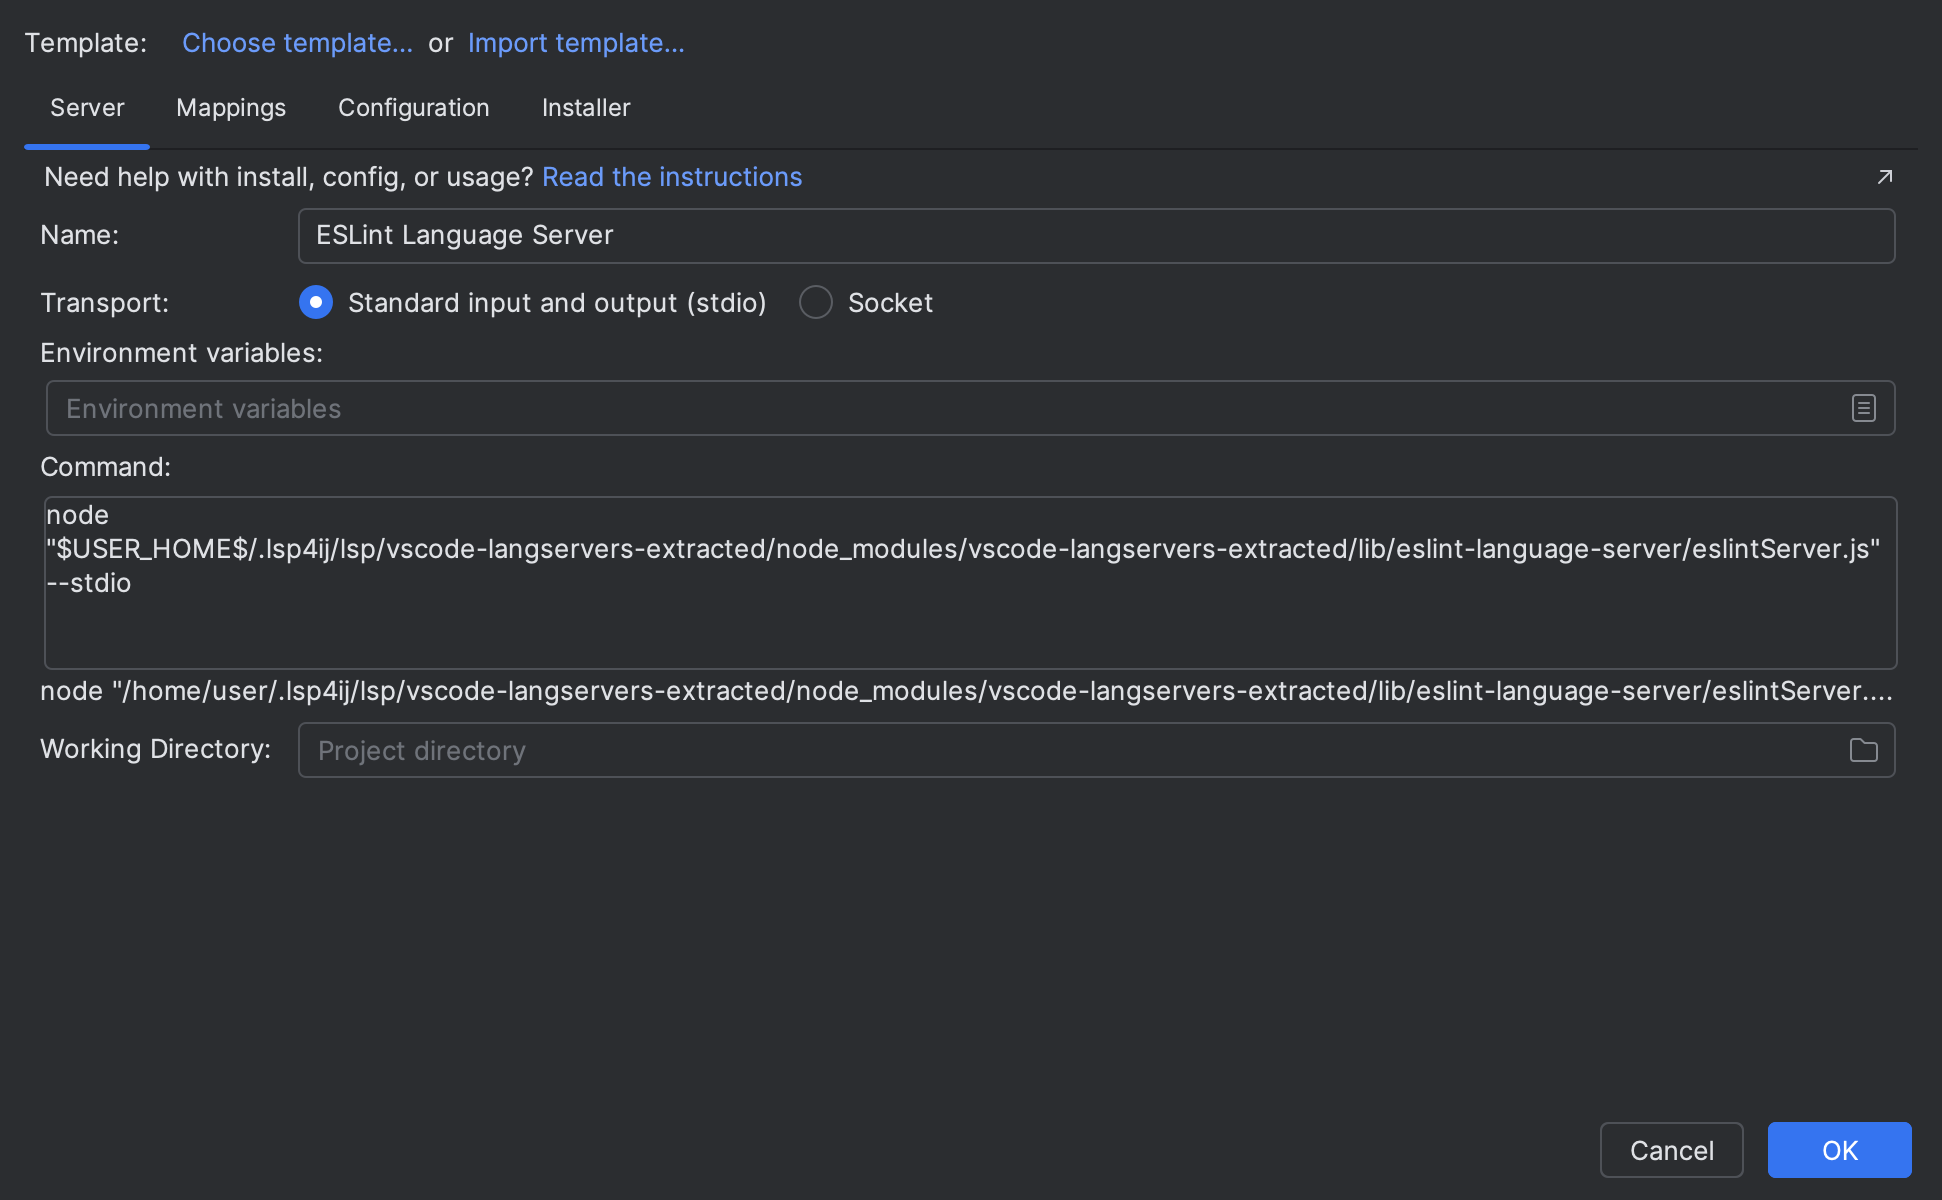 Template: Choose template... or Import template...
Server Mappings Configuration Installer
Need help with install, config, or usage? Read the instructions
Name: ESLint Language Server
Transport: Standard input and output (stdio) Socket
Environment variables:
Environment variables
Command:
node
"$USER_HOME$/.lsp4ij/lsp/vscode-langservers-extracted/node_modules/vscode-langservers-extracted/lib/eslint-language-server/eslintServer.js"
--stdio
node "/home/user/.lsp4ij/lsp/vscode-langservers-extracted/node_modules/vscode-langservers-extracted/lib/eslint-language-server/eslintServer....
Working Directory: Project directory
Cancel OK